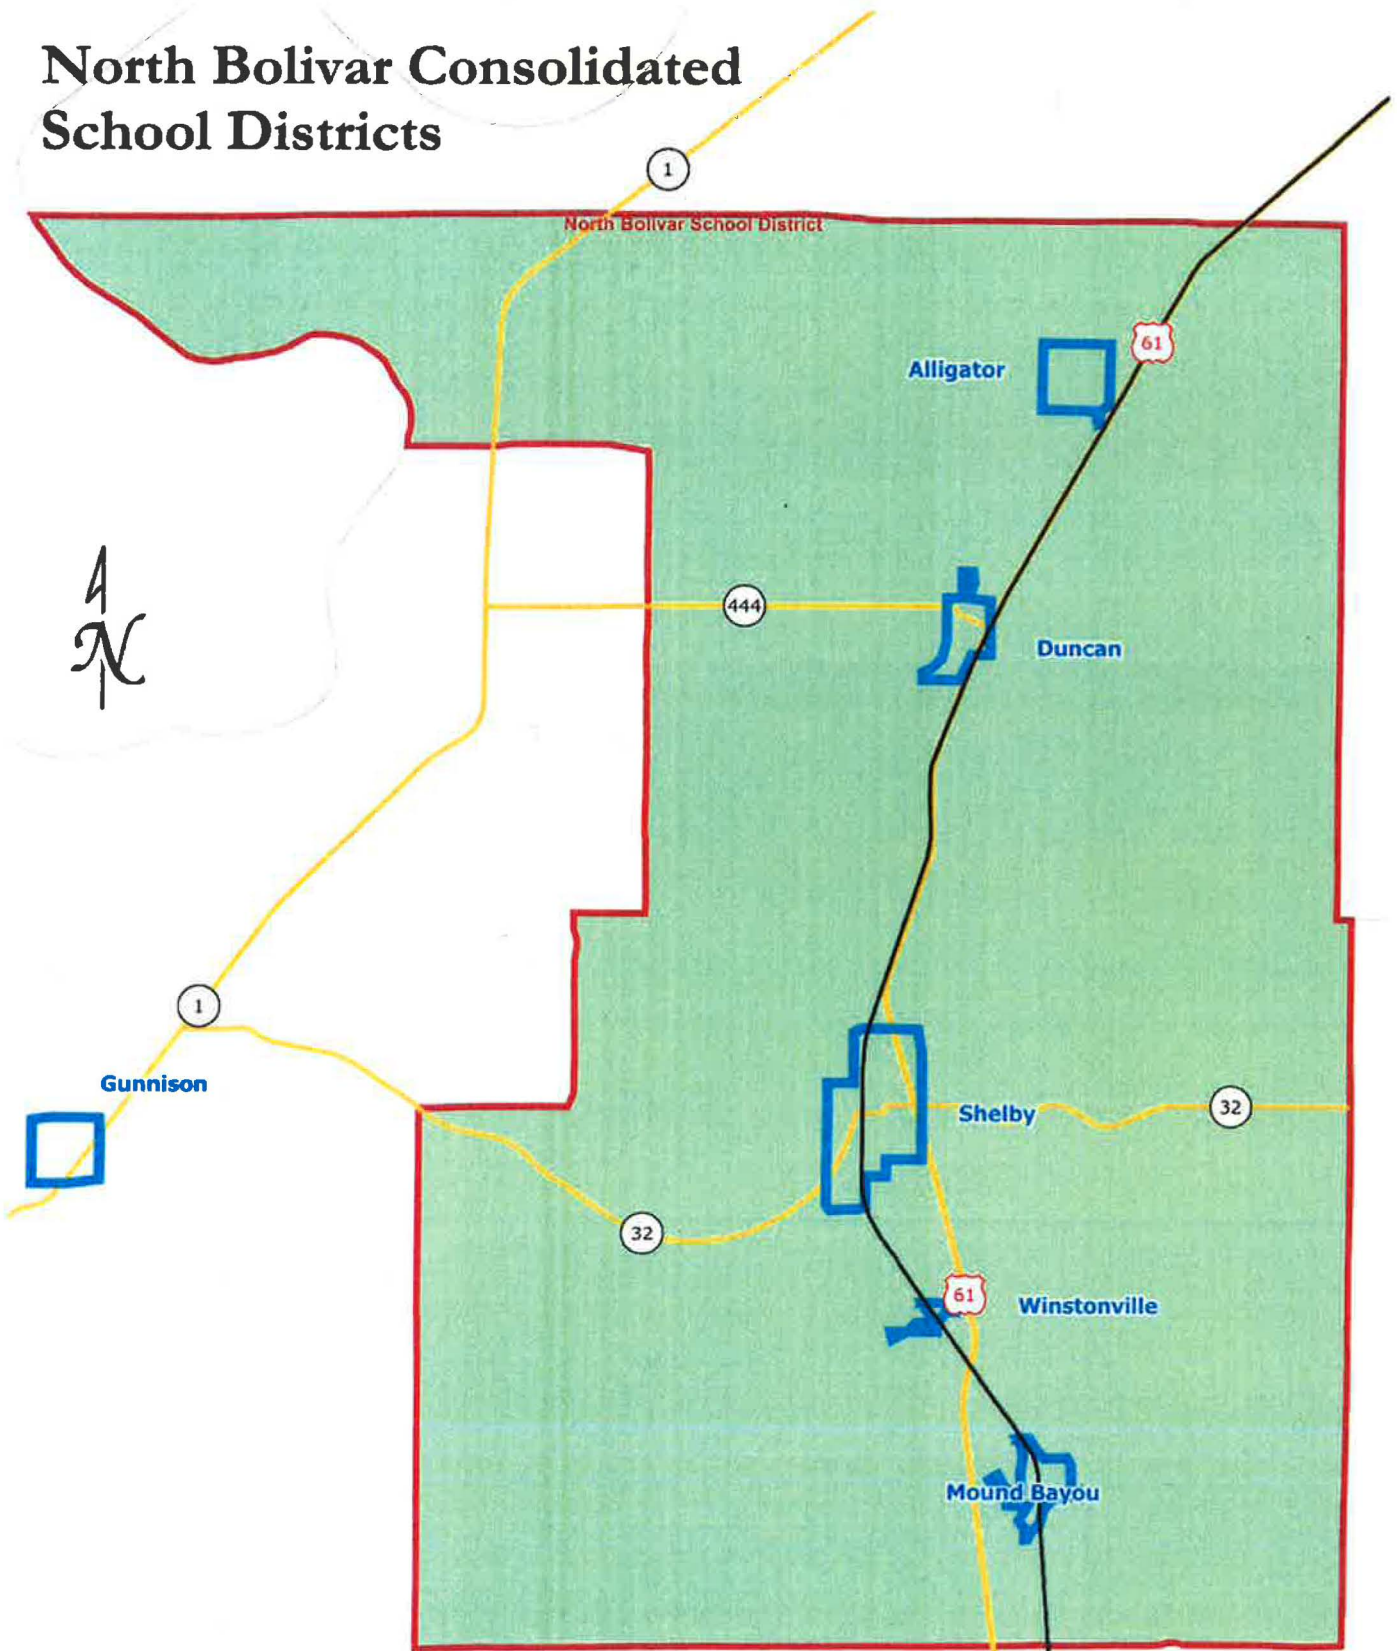 North Bolivar Consolidated
School Districts
1
North Bolivar School District
61
Alligator
444
N
Duncan
1
Gunnison
Shelby
32
32
61
Winstonville
Mound Bayou